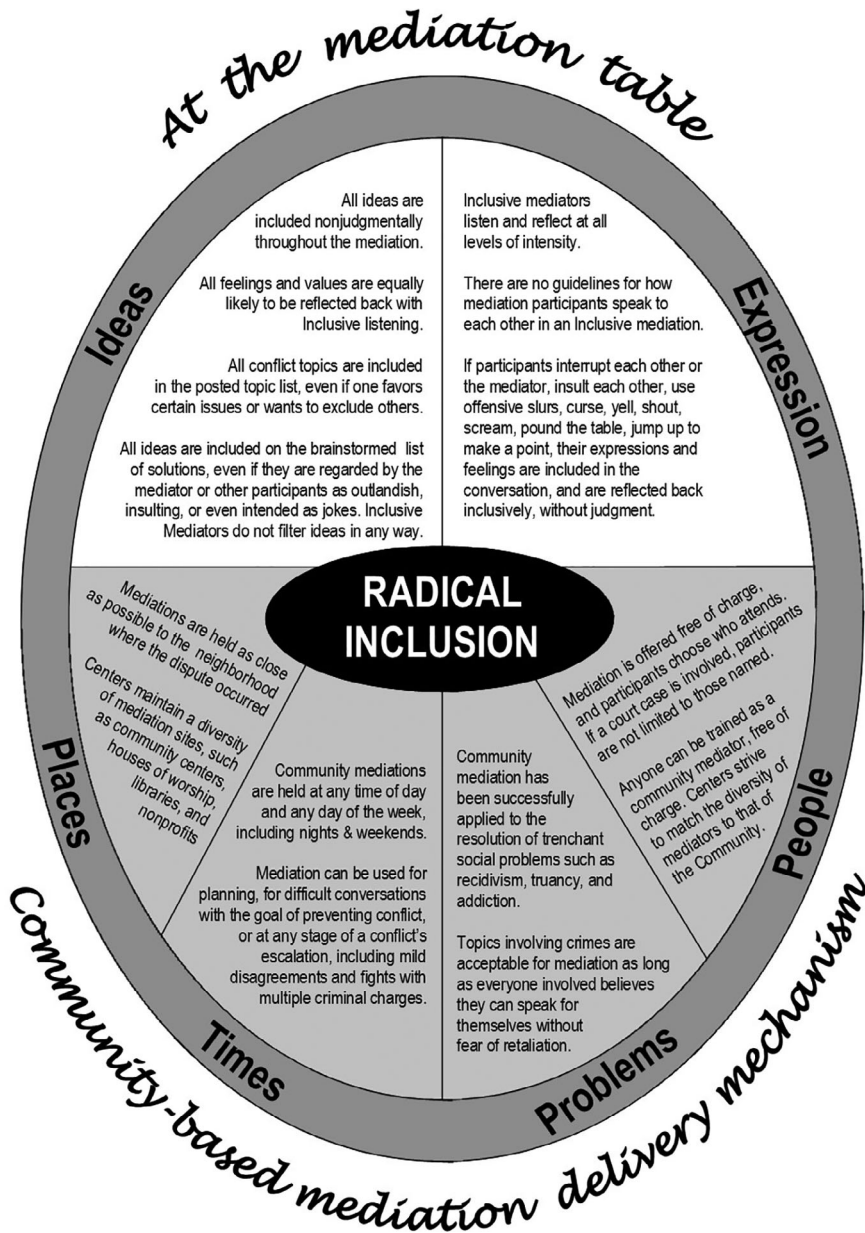 At the mediation table
Ideas
All ideas are
included nonjudgmentally
throughout the mediation.
All feelings and values are equally
likely to be reflected back with
Inclusive listening.
All conflict topics are included
in the posted topic list, even if one favors
certain issues or wants to exclude others.
All ideas are included on the brainstormed list
of solutions, even if they are regarded by the
mediator or other participants as outlandish,
insulting, or even intended as jokes. Inclusive
Mediators do not filter ideas in any way.
Expression
Inclusive mediators
listen and reflect at all
levels of intensity.
There are no guidelines for how
mediation participants speak to
each other in an Inclusive mediation.
If participants interrupt each other or
the mediator, insult each other, use
offensive slurs, curse, yell, shout,
scream, pound the table, jump up to
make a point, their expressions and
feelings are included in the
conversation, and are reflected back
inclusively, without judgment.
RADICAL
INCLUSION
Places
Mediations are held as close
as possible to the neighborhood
where the dispute occurred
Centers maintain a diversity
of mediation sites, such
as community centers,
houses of worship,
libraries, and
nonprofits
Times
Community mediations
are held at any time of day
and any day of the week,
including nights & weekends.
Mediation can be used for
planning, for difficult conversations
with the goal of preventing conflict,
or at any stage of a conflict's
escalation, including mild
disagreements and fights with
multiple criminal charges.
Problems
Community
mediation has
been successfully
applied to the
resolution of trenchant
social problems such as
recidivism, truancy, and
addiction.
Topics involving crimes are
acceptable for mediation as long
as everyone involved believes
they can speak for
themselves without
fear of retaliation.
People
Mediation is offered free of charge,
and participants choose who attends.
If a court case is involved, participants
are not limited to those named.
Anyone can be trained as a
community mediator, free of
charge. Centers strive
to match the diversity of
mediators to that of
the Community.
Community-based mediation delivery mechanism